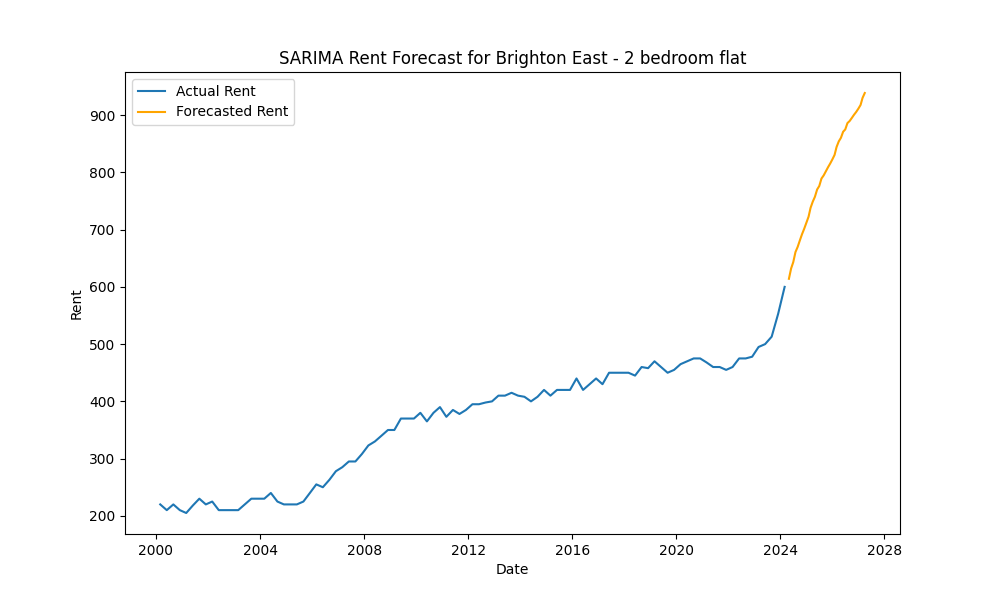 SARIMA Rent Forecast for Brighton East - 2 bedroom flat
Actual Rent
Forecasted Rent
Rent
900
800
700
600
500
400
300
200
2000 2004 2008 2012 2016 2020 2024 2028
Date